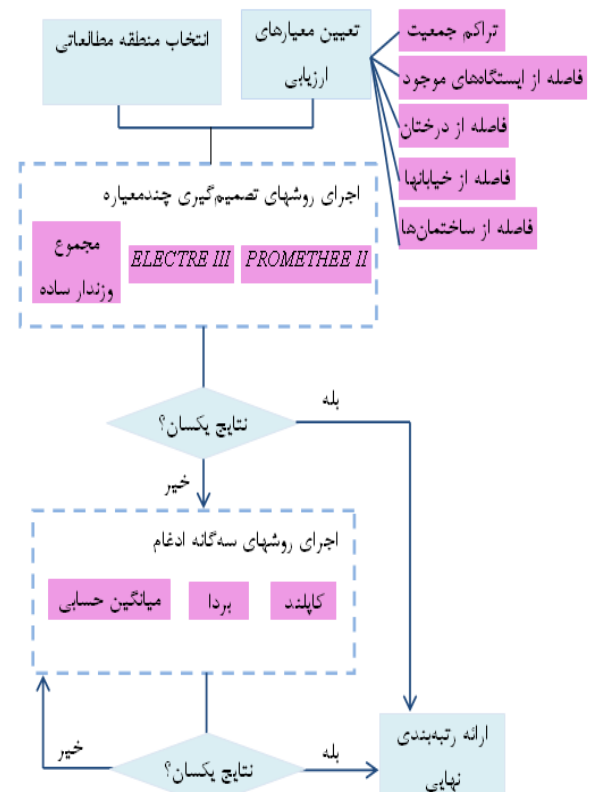 انتخاب منطقه مطالعاتی
تعیین معیارهای
ارزیابی
تراکم جمعیت
فاصله از ایستگاههای موجود
فاصله از درختان
فاصله از خیابانها
فاصله از ساختمان‌ها
اجرای روشهای تصمیم‌گیری چندمعیاره
مجموع
وزندار ساده
ELECTRE III
PROMETHEE II
نتایج یکسان؟
بله
خیر
اجرای روشهای سه‌گانه ادغام
میانگین حسابی
بردا
کاپلند
نتایج یکسان؟
خیر
بله
ارائه رتبه‌بندی
نهایی